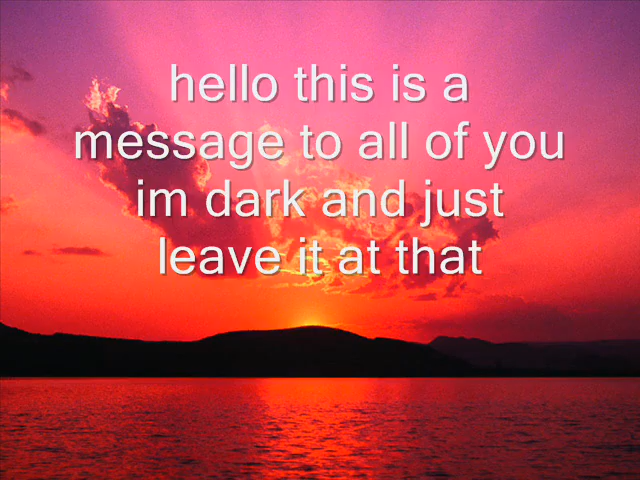 hello this is a
message to all of you
im dark and just
leave it at that